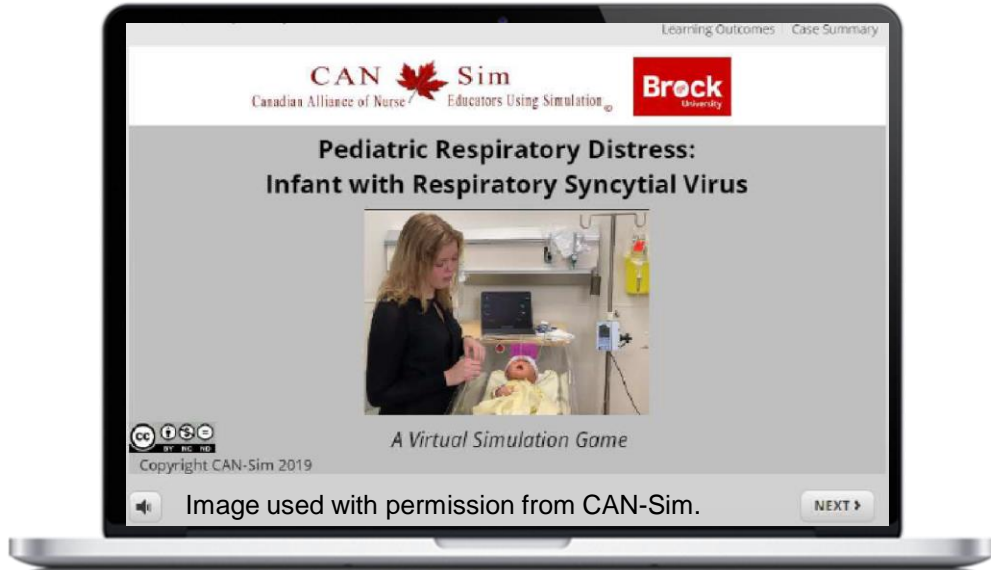 Learning Outcomes Case Summary
CAN Sim
Canadian Alliance of Nurse Educators Using Simulation ©
Brock
University
Pediatric Respiratory Distress:
Infant with Respiratory Syncytial Virus
A Virtual Simulation Game
cc
BY NC ND
Copyright CAN-Sim 2019
Image used with permission from CAN-Sim.
NEXT